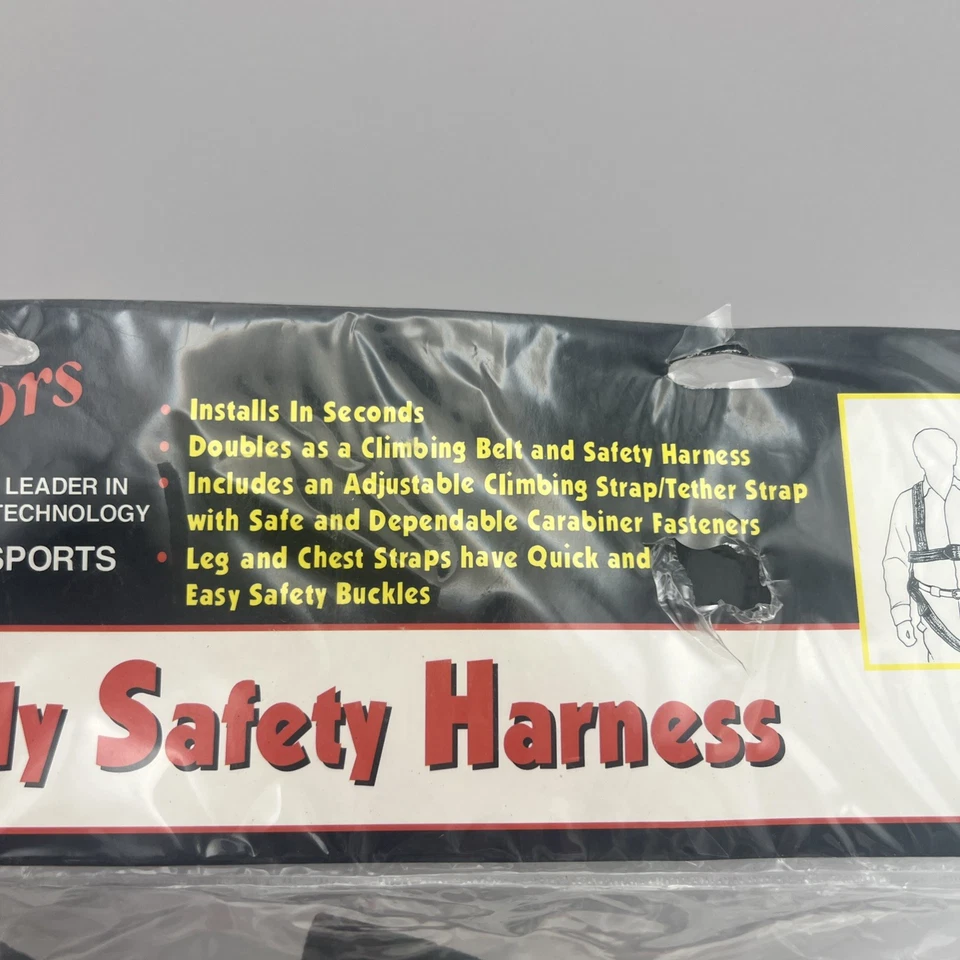 ors
LEADER IN
TECHNOLOGY
SPORTS
• Installs In Seconds
• Doubles as a Climbing Belt and Safety Harness
• Includes an Adjustable Climbing Strap/Tether Strap
with Safe and Dependable Carabiner Fasteners
• Leg and Chest Straps have Quick and
Easy Safety Buckles
ly Safety Harness